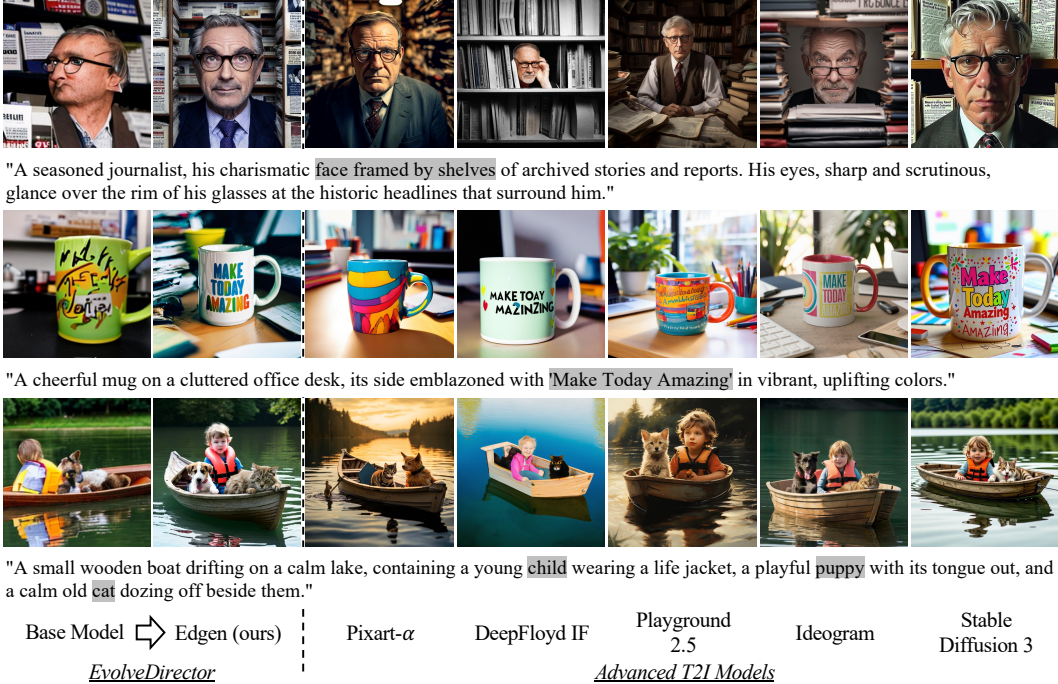 "A seasoned journalist, his charismatic face framed by shelves of archived stories and reports. His eyes, sharp and scrutinous,
glance over the rim of his glasses at the historic headlines that surround him."
MAKE
TODAY
AMAZING
MAKE TOAY
MA2INZING
MAKE
TODAY
Make
Today
Amazing
AMAZING
"A cheerful mug on a cluttered office desk, its side emblazoned with 'Make Today Amazing' in vibrant, uplifting colors."
"A small wooden boat drifting on a calm lake, containing a young child wearing a life jacket, a playful puppy with its tongue out, and
a calm old cat dozing off beside them."
Base Model Edgen (ours) Pixart-α DeepFloyd IF Playground 2.5 Ideogram Stable Diffusion 3
EvolveDirector Advanced T2I Models